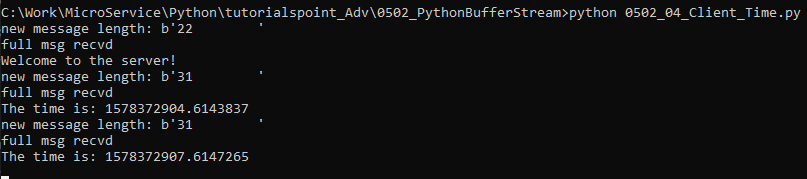 C:\Work\MicroService\Python\tutorialspoint_Adv\0502_PythonBufferStream>python 0502_04_Client_Time.py
new message length: b'22        '
full msg recvd
Welcome to the server!
new message length: b'31        '
full msg recvd
The time is: 1578372904.6143837
new message length: b'31        '
full msg recvd
The time is: 1578372907.6147265